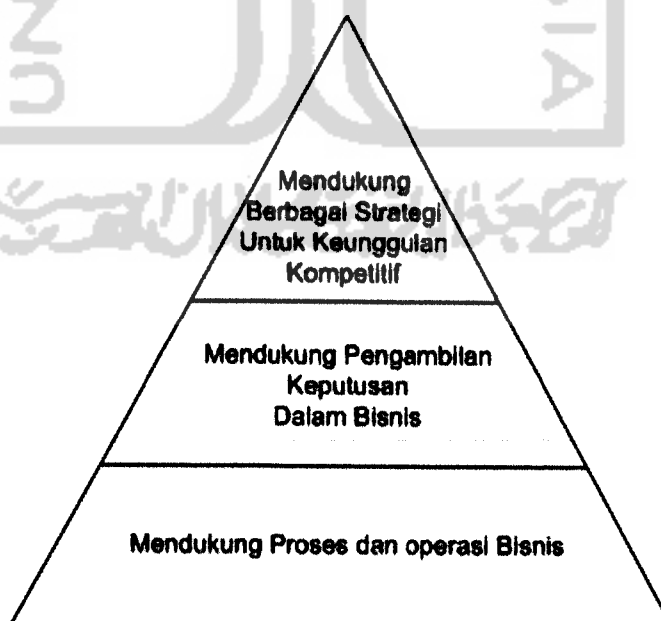 Mendukung
Berbagai Strategi
Untuk Keunggulan
Kompetitif
Mendukung Pengambilan
Keputusan
Dalam Bisnis
Mendukung Proses dan operasi Bisnis